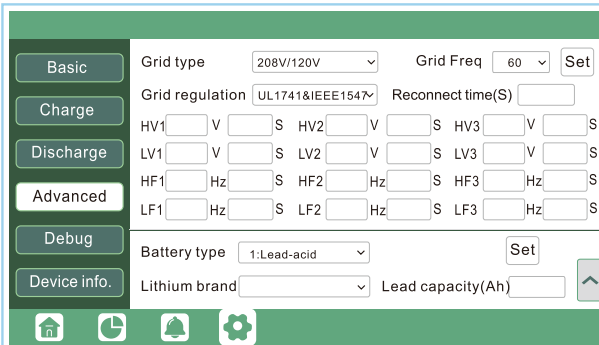 Basic
Charge
Discharge
Advanced
Debug
Device info.
Grid type 208V/120V Grid Freq 60 Set
Grid regulation UL1741&IEEE1547 Reconnect time(S)
HV1 V S HV2 V S HV3 V S
LV1 V S LV2 V S LV3 V S
HF1 Hz S HF2 Hz S HF3 Hz S
LF1 Hz S LF2 Hz S LF3 Hz S
Battery type 1:Lead-acid Set
Lithium brand Lead capacity(Ah)